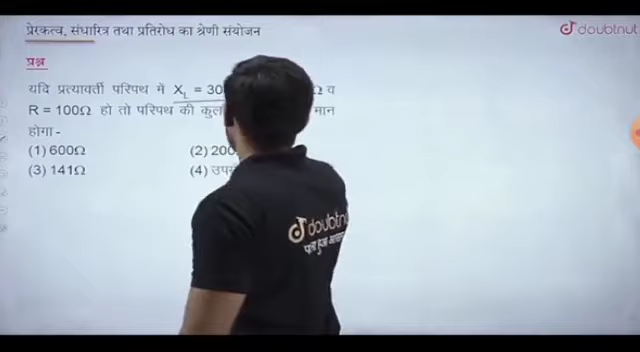 प्रेरकत्व, संधारित्र तथा प्रतिरोध का श्रेणी संयोजन
doubtnut
प्रश्न
यदि प्रत्यावर्ती परिपथ में X_L = 30 Ω व
R = 100Ω हो तो परिपथ की कुल मान
होगा -
(1) 600Ω (2) 200
(3) 141Ω (4)
doubtnut